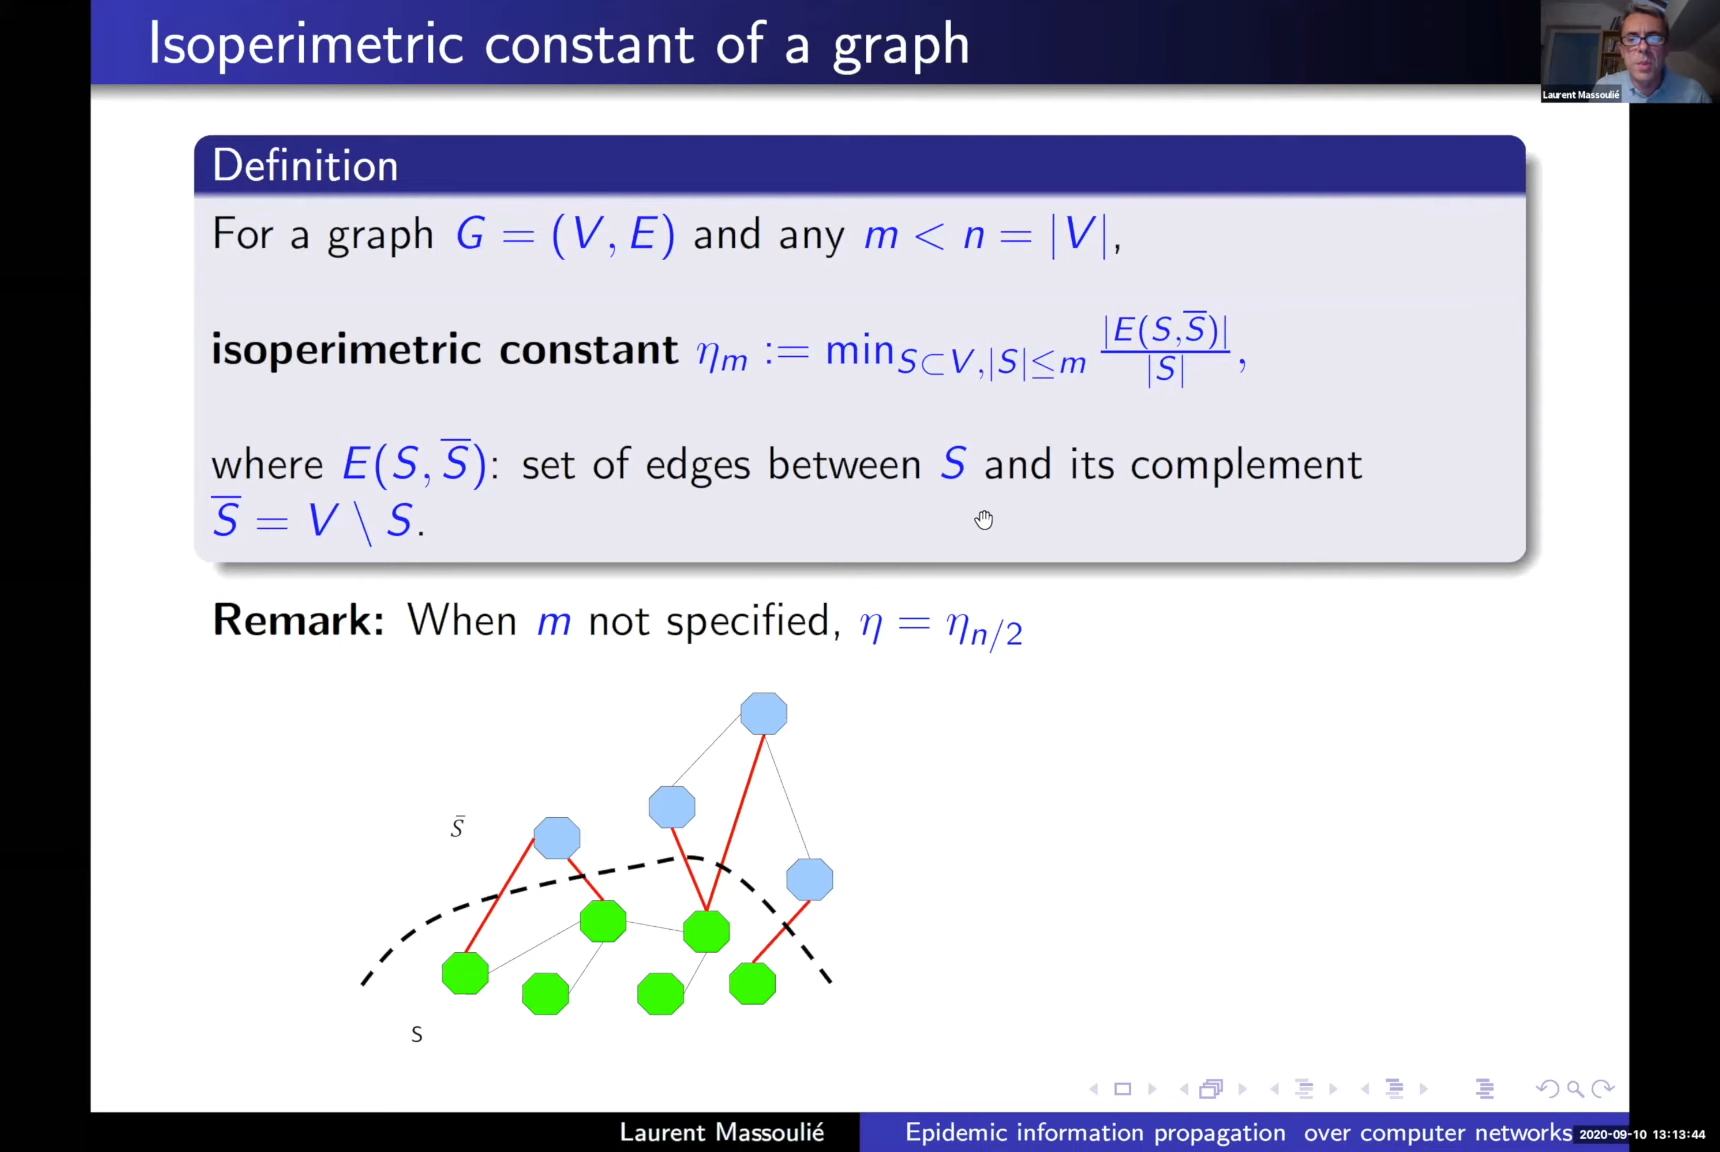 Isoperimetric constant of a graph
Laurent Massoulié
Definition
For a graph G = (V, E) and any m < n = |V|,
isoperimetric constant η_m := min_{S⊂V,|S|≤m} |E(S,S̅)| / |S|,
where E(S, S̅): set of edges between S and its complement
S̅ = V \ S.
Remark: When m not specified, η = η_{n/2}
S̄
S
Laurent Massoulié
Epidemic information propagation over computer networks
2020-09-10 13:13:44